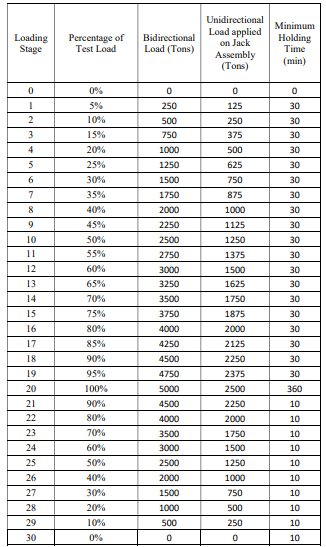 Loading Stage | Percentage of Test Load | Bidirectional Load (Tons) | Unidirectional Load applied on Jack Assembly (Tons) | Minimum Holding Time (min)
0 | 0% | 0 | 0 | 0
1 | 5% | 250 | 125 | 30
2 | 10% | 500 | 250 | 30
3 | 15% | 750 | 375 | 30
4 | 20% | 1000 | 500 | 30
5 | 25% | 1250 | 625 | 30
6 | 30% | 1500 | 750 | 30
7 | 35% | 1750 | 875 | 30
8 | 40% | 2000 | 1000 | 30
9 | 45% | 2250 | 1125 | 30
10 | 50% | 2500 | 1250 | 30
11 | 55% | 2750 | 1375 | 30
12 | 60% | 3000 | 1500 | 30
13 | 65% | 3250 | 1625 | 30
14 | 70% | 3500 | 1750 | 30
15 | 75% | 3750 | 1875 | 30
16 | 80% | 4000 | 2000 | 30
17 | 85% | 4250 | 2125 | 30
18 | 90% | 4500 | 2250 | 30
19 | 95% | 4750 | 2375 | 30
20 | 100% | 5000 | 2500 | 360
21 | 90% | 4500 | 2250 | 10
22 | 80% | 4000 | 2000 | 10
23 | 70% | 3500 | 1750 | 10
24 | 60% | 3000 | 1500 | 10
25 | 50% | 2500 | 1250 | 10
26 | 40% | 2000 | 1000 | 10
27 | 30% | 1500 | 750 | 10
28 | 20% | 1000 | 500 | 10
29 | 10% | 500 | 250 | 10
30 | 0% | 0 | 0 | 10